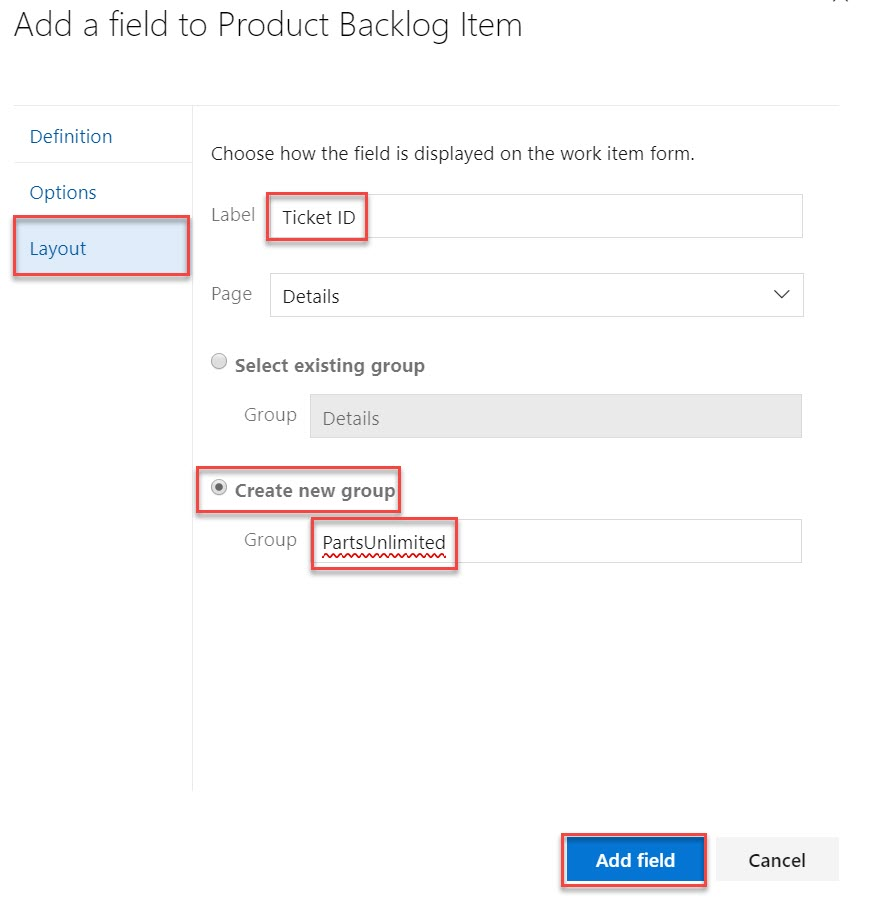 Add a field to Product Backlog Item
Definition
Options
Layout
Choose how the field is displayed on the work item form.
Label Ticket ID
Page Details
Select existing group
Group Details
Create new group
Group PartsUnlimited
Add field Cancel